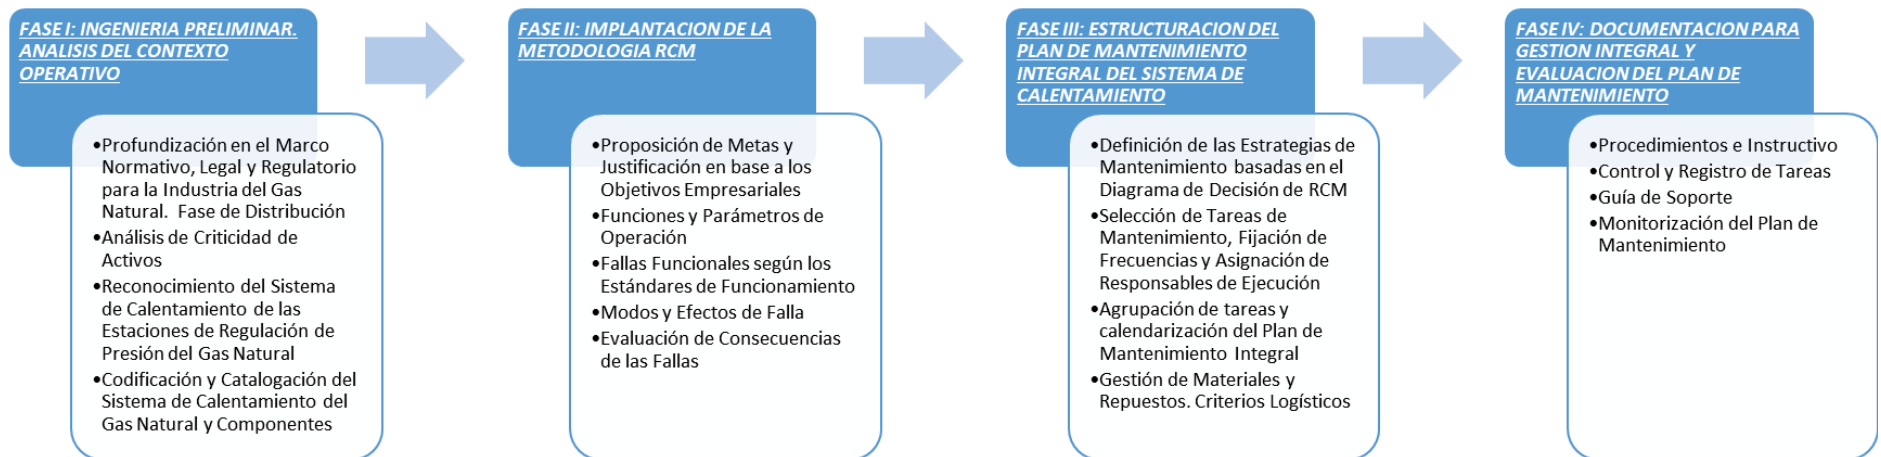 FASE I: INGENIERIA PRELIMINAR.
ANALISIS DEL CONTEXTO
OPERATIVO
•Profundización en el Marco
Normativo, Legal y Regulatorio
para la Industria del Gas
Natural. Fase de Distribución
•Análisis de Criticidad de
Activos
•Reconocimiento del Sistema
de Calentamiento de las
Estaciones de Regulación de
Presión del Gas Natural
•Codificación y Catalogación del
Sistema de Calentamiento del
Gas Natural y Componentes
FASE II: IMPLANTACION DE LA
METODOLOGIA RCM
•Proposición de Metas y
Justificación en base a los
Objetivos Empresariales
•Funciones y Parámetros de
Operación
•Fallas Funcionales según los
Estándares de Funcionamiento
•Modos y Efectos de Falla
•Evaluación de Consecuencias
de las Fallas
FASE III: ESTRUCTURACION DEL
PLAN DE MANTENIMIENTO
INTEGRAL DEL SISTEMA DE
CALENTAMIENTO
•Definición de las Estrategias de
Mantenimiento basadas en el
Diagrama de Decisión de RCM
•Selección de Tareas de
Mantenimiento, Fijación de
Frecuencias y Asignación de
Responsables de Ejecución
•Agrupación de tareas y
calendarización del Plan de
Mantenimiento Integral
•Gestión de Materiales y
Repuestos. Criterios Logísticos
FASE IV: DOCUMENTACION PARA
GESTION INTEGRAL Y
EVALUACION DEL PLAN DE
MANTENIMIENTO
•Procedimientos e Instructivo
•Control y Registro de Tareas
•Guía de Soporte
•Monitorización del Plan de
Mantenimiento